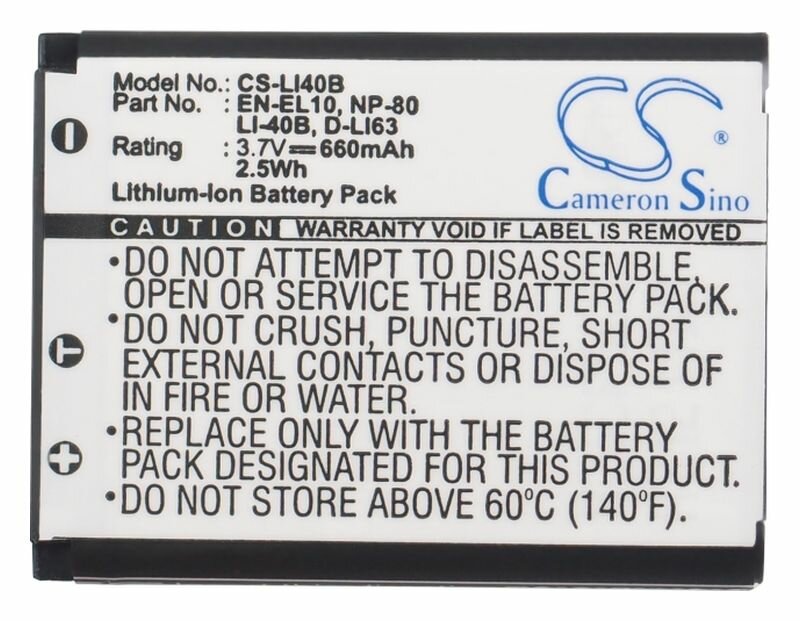 Model No.: CS-LI40B
Part No. : EN-EL10, NP-80
LI-40B, D-LI63
Rating : 3.7V⎓660mAh
2.5Wh
Lithium-Ion Battery Pack
CS®
Cameron Sino
CAUTION WARRANTY VOID IF LABEL IS REMOVED
•DO NOT ATTEMPT TO DISASSEMBLE,
OPEN OR SERVICE THE BATTERY PACK.
•DO NOT CRUSH, PUNCTURE, SHORT
EXTERNAL CONTACTS OR DISPOSE OF
IN FIRE OR WATER.
•REPLACE ONLY WITH THE BATTERY
PACK DESIGNATED FOR THIS PRODUCT.
•DO NOT STORE ABOVE 60°C (140°F).
−
T
+